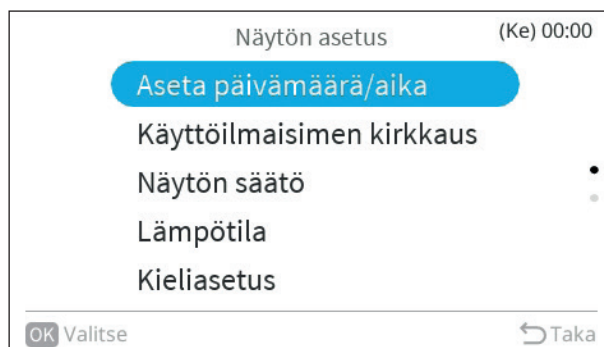 Näytön asetus
(Ke) 00:00
Aseta päivämäärä/aika
Käyttöilmaisimen kirkkaus
Näytön säätö
Lämpötila
Kieliasetus
OK Valitse
Taka